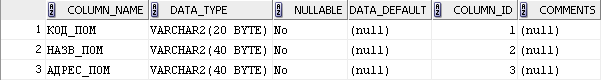 COLUMN_NAME DATA_TYPE NULLABLE DATA_DEFAULT COLUMN_ID COMMENTS
1 КОД_ПОМ VARCHAR2(20 BYTE) No (null) 1 (null)
2 НАЗВ_ПОМ VARCHAR2(40 BYTE) No (null) 2 (null)
3 АДРЕС_ПОМ VARCHAR2(40 BYTE) No (null) 3 (null)